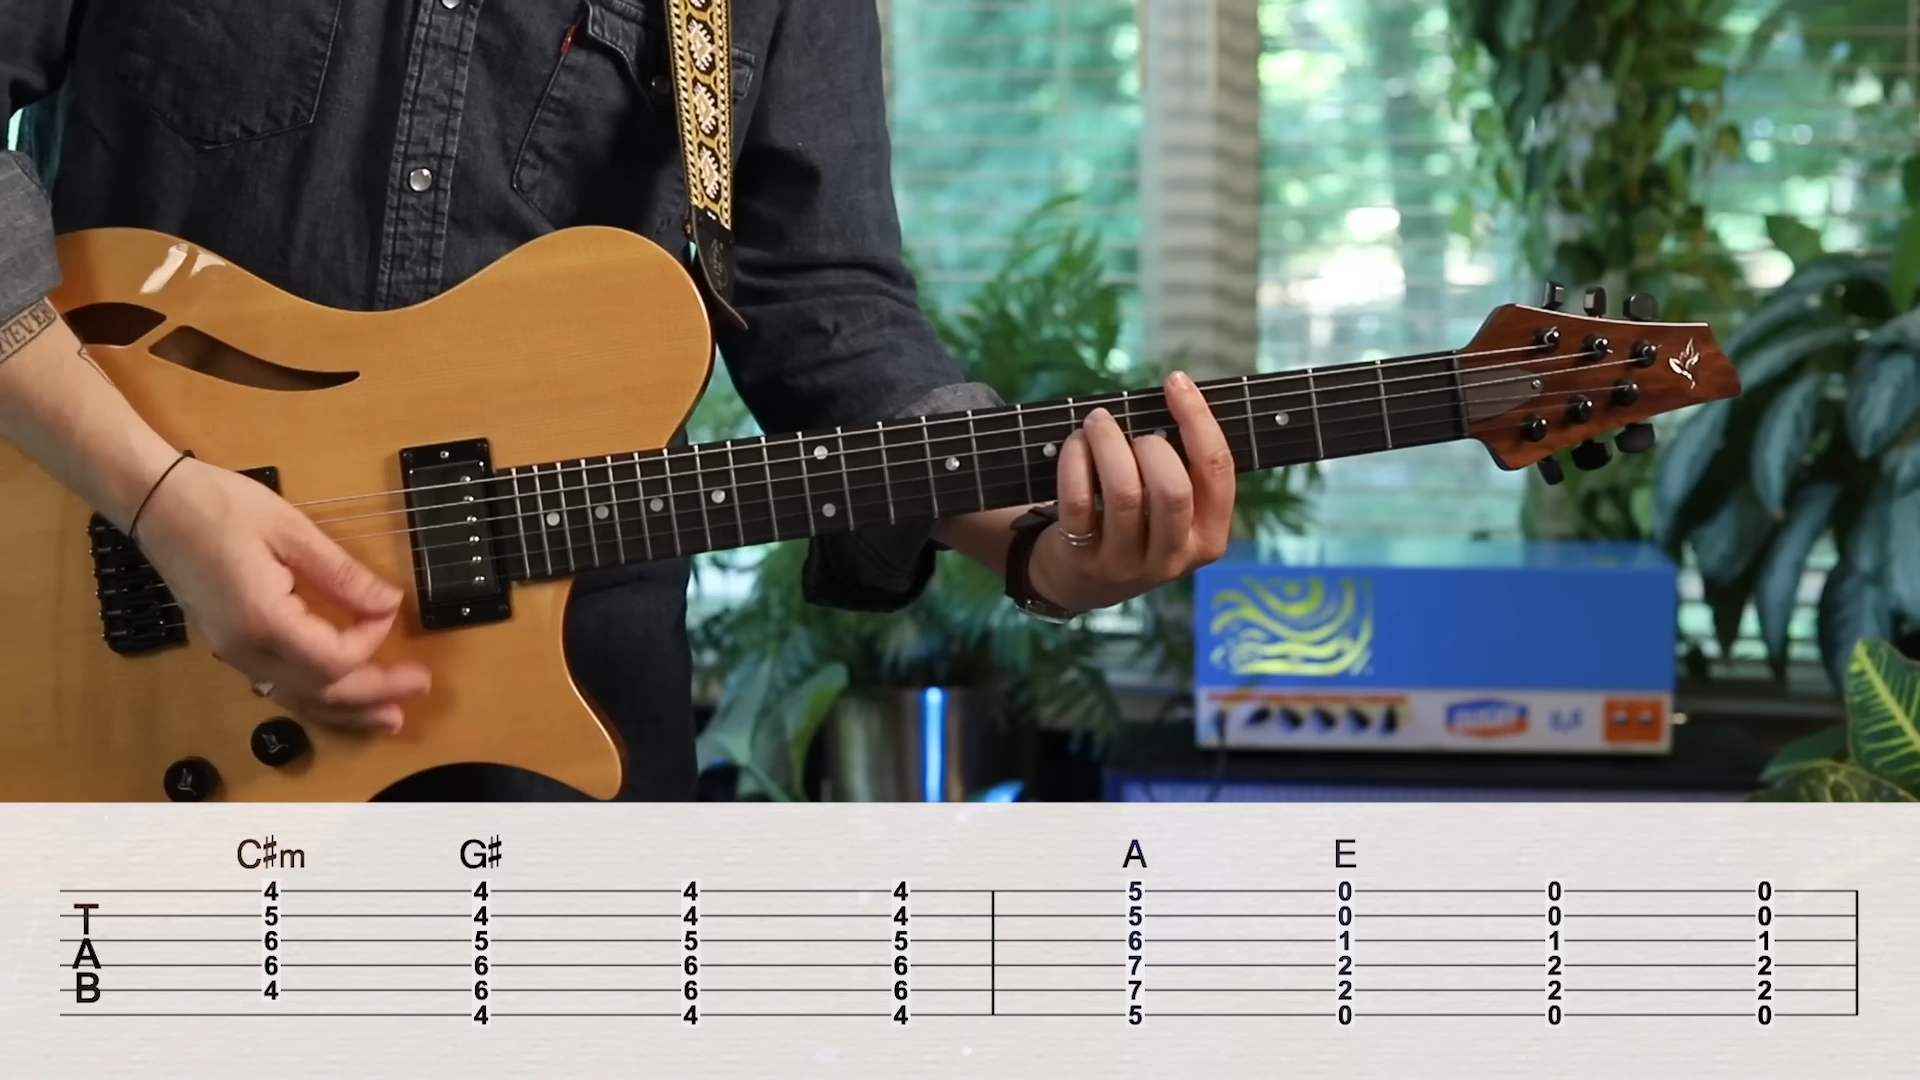 NEVER
C♯m G♯ A E
4 4 4 4 5 0 0 0
5 4 4 4 5 0 0 0
6 5 5 5 6 1 1 1
6 6 6 6 7 2 2 2
4 6 6 6 7 2 2 2
4 4 4 5 0 0 0
TAB